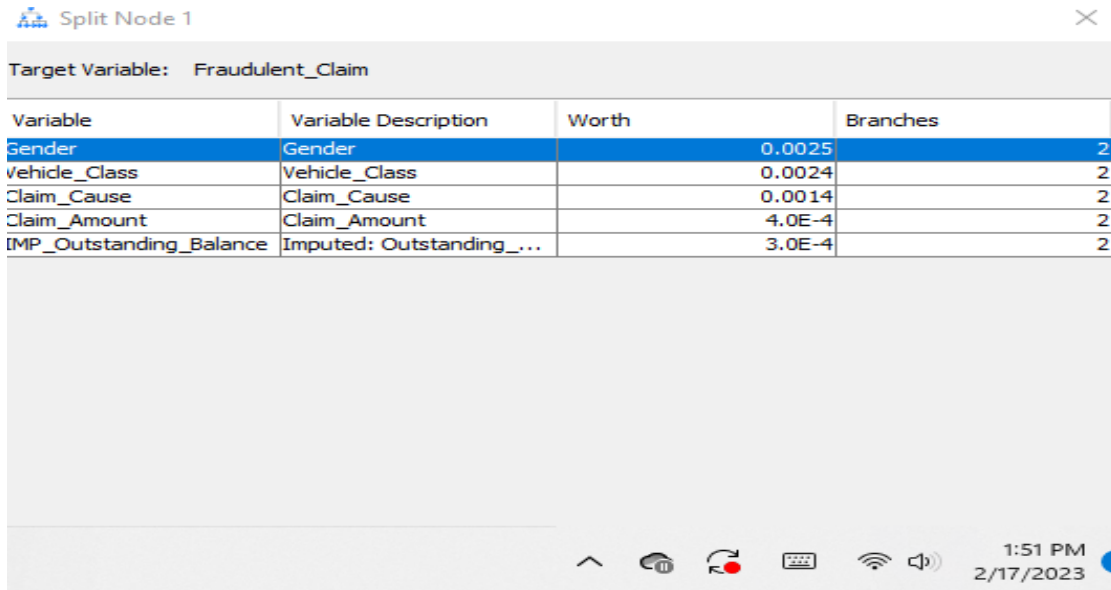 Split Node 1
Target Variable: Fraudulent_Claim
Variable Variable Description Worth Branches
Gender Gender 0.0025 2
Vehicle_Class Vehicle_Class 0.0024 2
Claim_Cause Claim_Cause 0.0014 2
Claim_Amount Claim_Amount 4.0E-4 2
IMP_Outstanding_Balance Imputed: Outstanding_... 3.0E-4 2
1:51 PM
2/17/2023